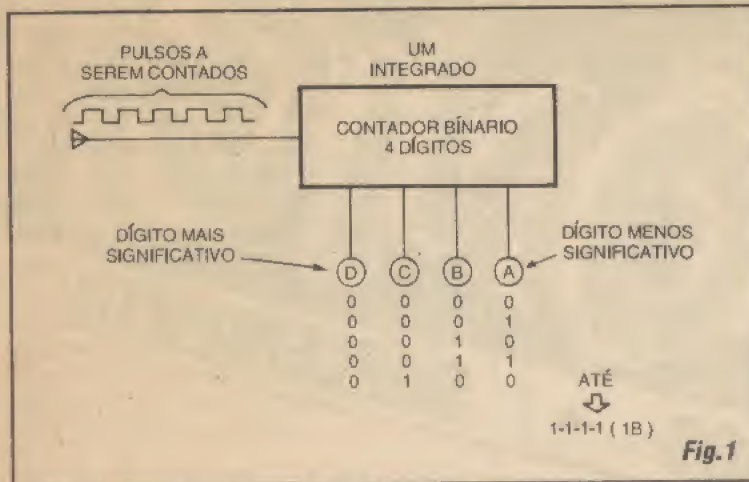 PULSOS A
SEREM CONTADOS
UM
INTEGRADO
CONTADOR BÍNARIO
4 DÍGITOS
DÍGITO MAIS
SIGNIFICATIVO
DÍGITO MENOS
SIGNIFICATIVO
D C B A
0 0 0 0
0 0 0 1
0 0 1 0
0 0 1 1
0 1 0 0
ATÉ
1-1-1-1 ( 1B )
Fig.1